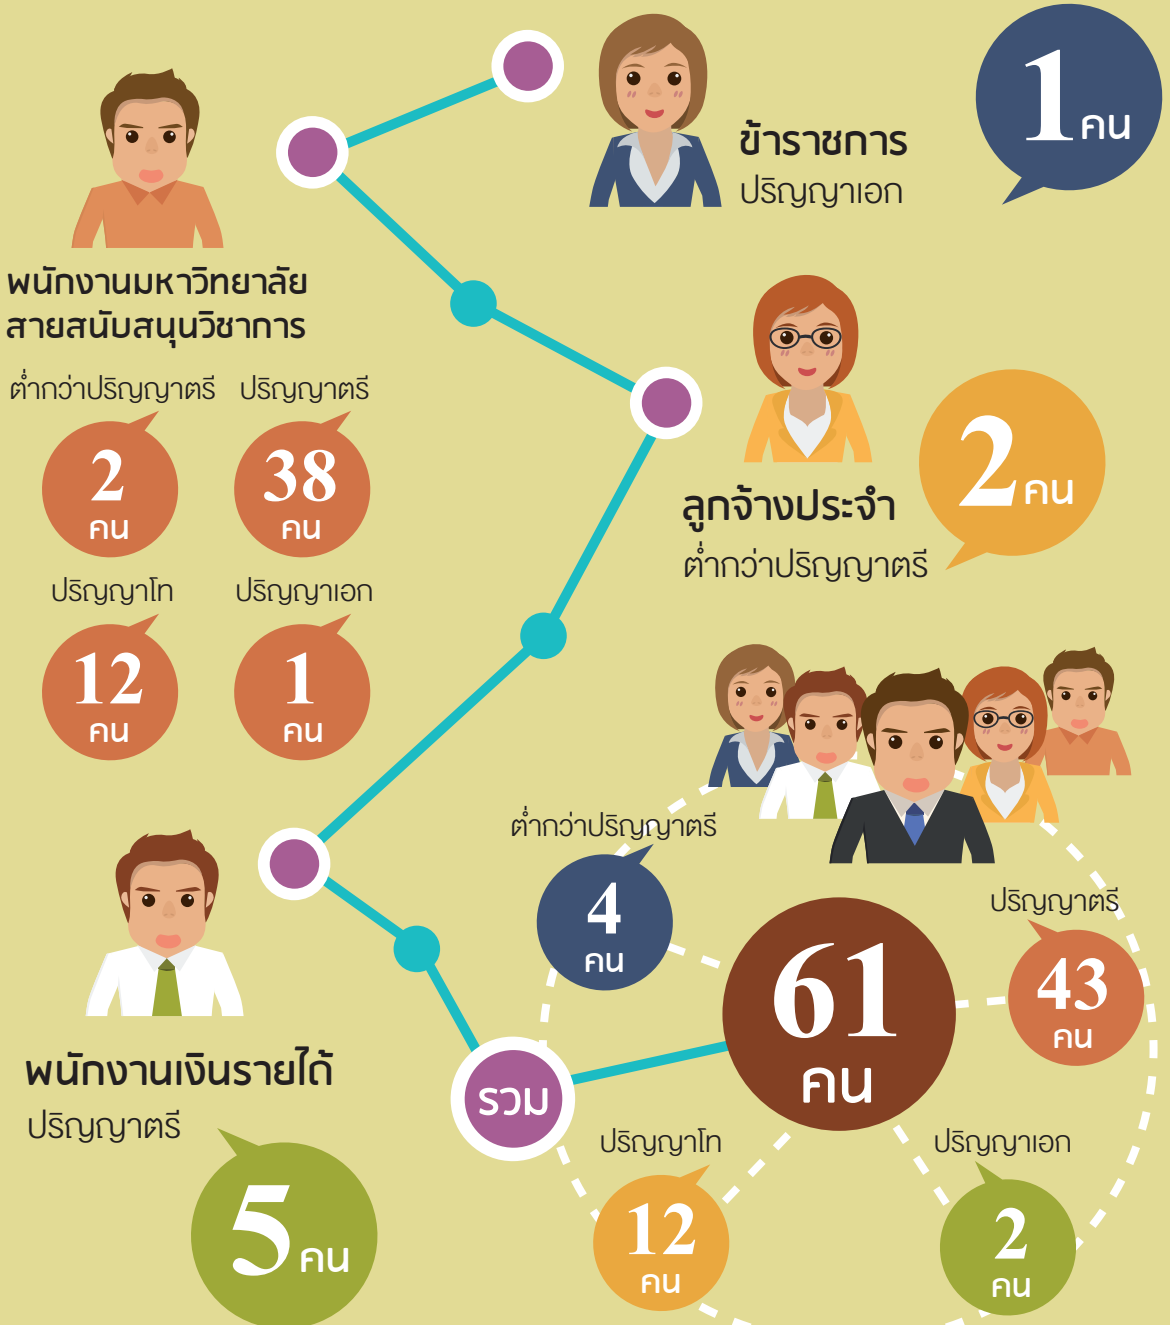 ข้าราชการ
ปริญญาเอก
1 คน
พนักงานมหาวิทยาลัย
สายสนับสนุนวิชาการ
ต่ำกว่าปริญญาตรี
2
คน
ปริญญาตรี
38
คน
ปริญญาโท
12
คน
ปริญญาเอก
1
คน
ลูกจ้างประจำ
ต่ำกว่าปริญญาตรี
2 คน
พนักงานเงินรายได้
ปริญญาตรี
5 คน
รวม
61
คน
ต่ำกว่าปริญญาตรี
4
คน
ปริญญาตรี
43
คน
ปริญญาโท
12
คน
ปริญญาเอก
2
คน